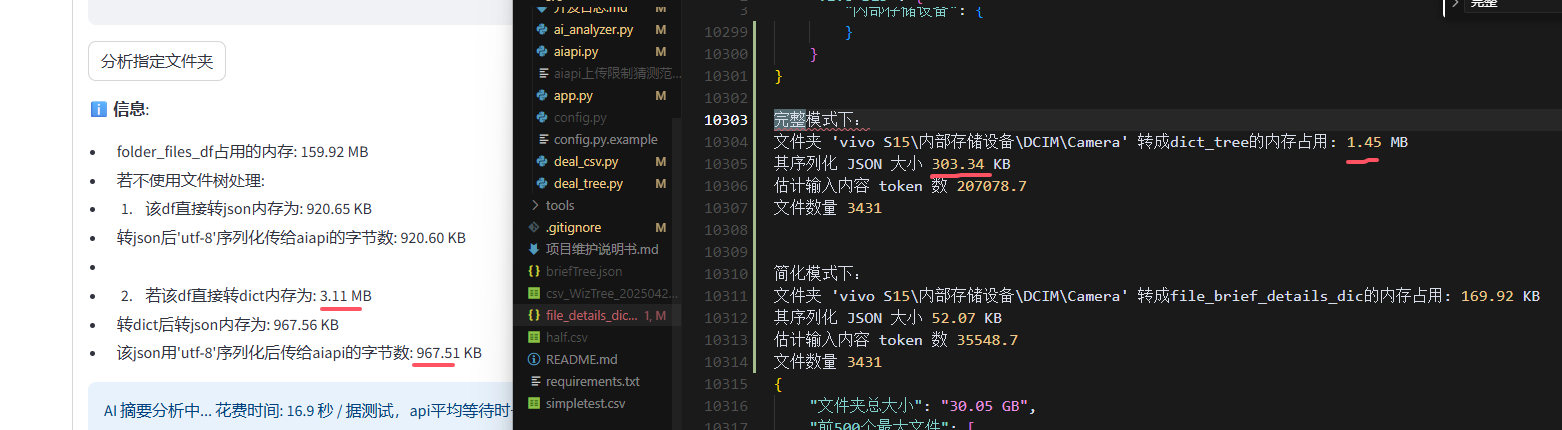 分析指定文件夹
信息:
folder_files_df占用的内存: 159.92 MB
若不使用文件树处理:
1. 该df直接转json内存为: 920.65 KB
转json后'utf-8'序列化传给aiapi的字节数: 920.60 KB
2. 若该df直接转dict内存为: 3.11 MB
转dict后转json内存为: 967.56 KB
该json用'utf-8'序列化后传给aiapi的字节数: 967.51 KB
AI 摘要分析中... 花费时间: 16.9 秒 / 据测试，api平均等待时
开发日志.md M
ai_analyzer.py M
aiapi.py M
aiapi上传限制猜测范...
app.py M
config.py
config.py.example
deal_csv.py M
deal_tree.py M
tools
.gitignore M
项目维护说明书.md
briefTree.json
csv_WizTree_2025042...
file_details_dic... 1, M
half.csv
README.md
requirements.txt
simpletest.csv
完整
3 "内部存储设备": {
10299 }
10300 }
10301 }
10302
10303 完整模式下：
10304 文件夹 'vivo S15\内部存储设备\DCIM\Camera' 转成dict_tree的内存占用: 1.45 MB
10305 其序列化 JSON 大小 303.34 KB
10306 估计输入内容 token 数 207078.7
10307 文件数量 3431
10308
10309
10310 简化模式下：
10311 文件夹 'vivo S15\内部存储设备\DCIM\Camera' 转成file_brief_details_dic的内存占用: 169.92 KB
10312 其序列化 JSON 大小 52.07 KB
10313 估计输入内容 token 数 35548.7
10314 文件数量 3431
10315 {
10316 "文件夹总大小": "30.05 GB",
10317 "前500个最大文件": [